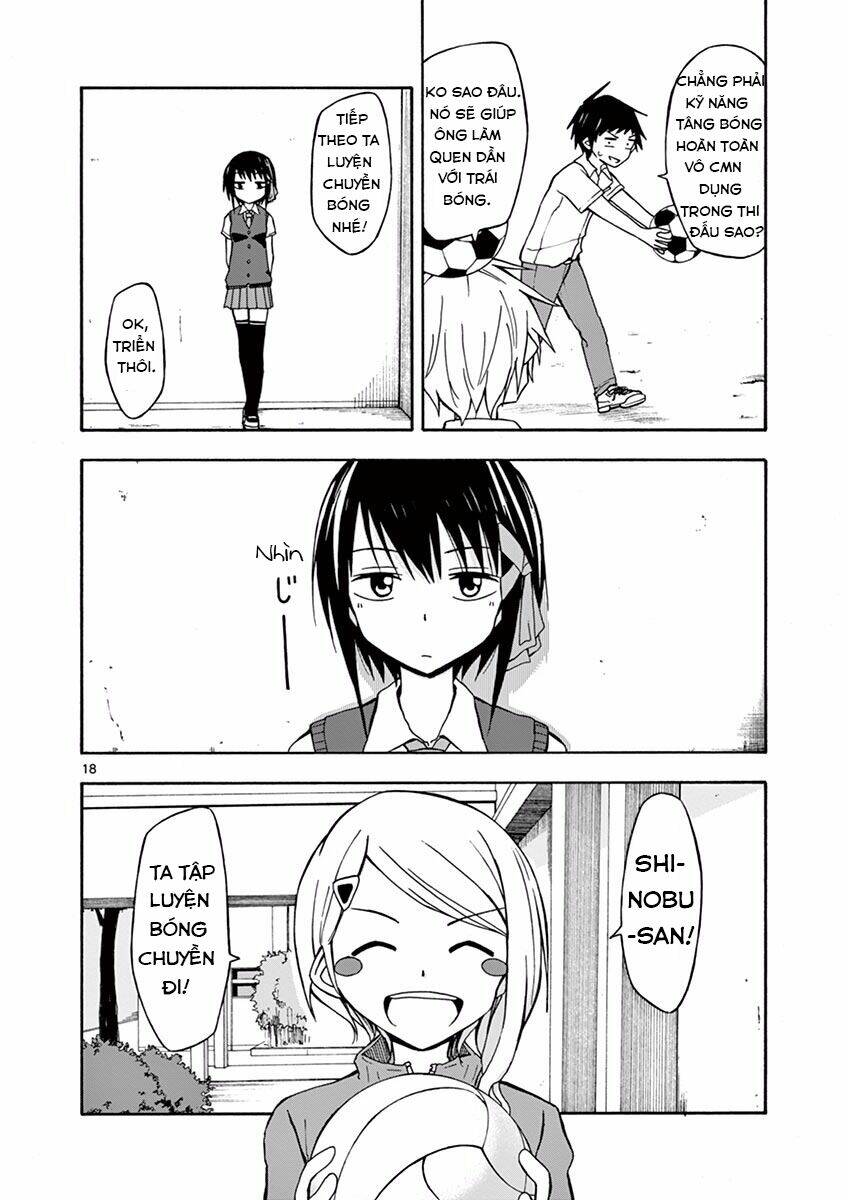 CHẲNG PHẢI
KỸ NĂNG
TÂNG BÓNG
HOÀN TOÀN
VÔ CMN
DỤNG
TRONG THI
ĐẤU SAO?
KO SAO ĐÂU.
NÓ SẼ GIÚP
ÔNG LÀM
QUEN DẦN
VỚI TRÁI
BÓNG.
TIẾP
THEO TA
LUYỆN
CHUYỀN
BÓNG
NHÉ!
OK,
TRIỂN
THÔI.
Nhìn
じー
18
SHI-
NOBU
-SAN!
TA TẬP
LUYỆN
BÓNG
CHUYỀN
ĐI!